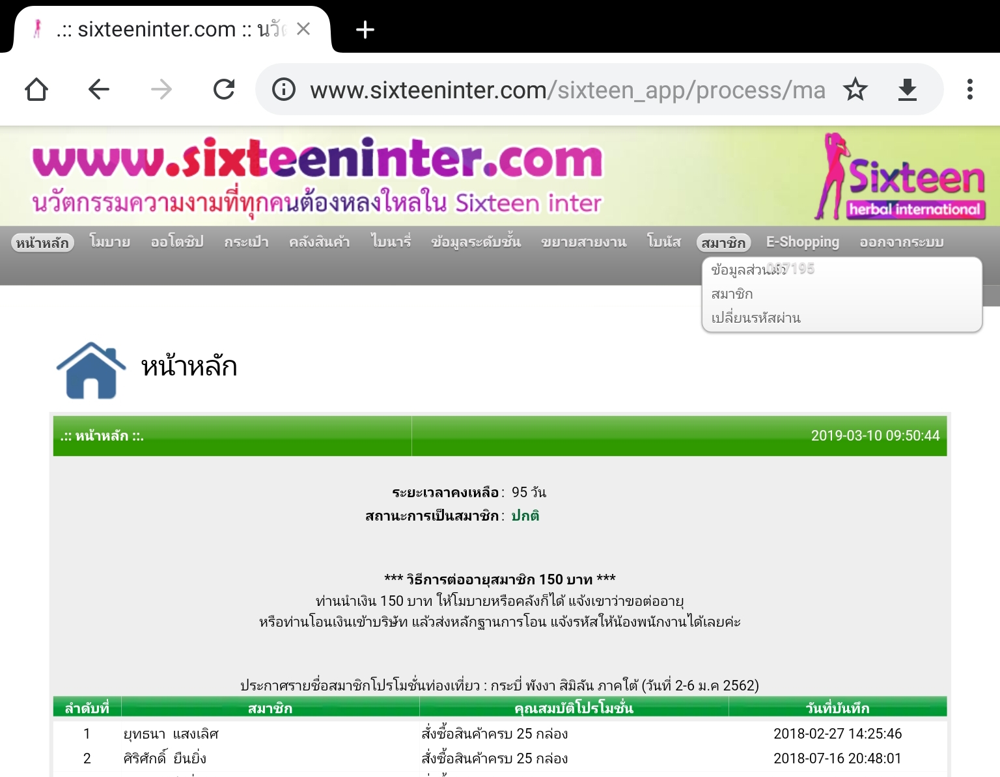 .:: sixteeninter.com :: นวัต
www.sixteeninter.com/sixteen_app/process/ma
www.sixteeninter.com
นวัตกรรมความงามที่ทุกคนต้องหลงใหลใน Sixteen inter
Sixteen
herbal international
หน้าหลัก โมบาย ออโตชิป กระเป๋า คลังสินค้า ไบนารี่ ข้อมูลระดับชั้น ขยายสายงาน โบนัส สมาชิก E-Shopping ออกจากระบบ
ข้อมูลส่วนตัว
สมาชิก
เปลี่ยนรหัสผ่าน
หน้าหลัก
.:: หน้าหลัก ::. 2019-03-10 09:50:44
ระยะเวลาคงเหลือ : 95 วัน
สถานะการเป็นสมาชิก : ปกติ
*** วิธีการต่ออายุสมาชิก 150 บาท ***
ท่านนำเงิน 150 บาท ให้โมบายหรือคลังก็ได้ แจ้งเขาว่าขอต่ออายุ
หรือท่านโอนเงินเข้าบริษัท แล้วส่งหลักฐานการโอน แจ้งรหัสให้น้องพนักงานได้เลยค่ะ
ประกาศรายชื่อสมาชิกโปรโมชั่นท่องเที่ยว : กระบี่ พังงา สิมิลัน ภาคใต้ (วันที่ 2-6 ม.ค 2562)
ลำดับที่ สมาชิก คุณสมบัติโปรโมชั่น วันที่บันทึก
1 ยุทธนา แสงเลิศ สั่งซื้อสินค้าครบ 25 กล่อง 2018-02-27 14:25:46
2 ศิริศักดิ์ ยืนยิ่ง สั่งซื้อสินค้าครบ 25 กล่อง 2018-07-16 20:48:01